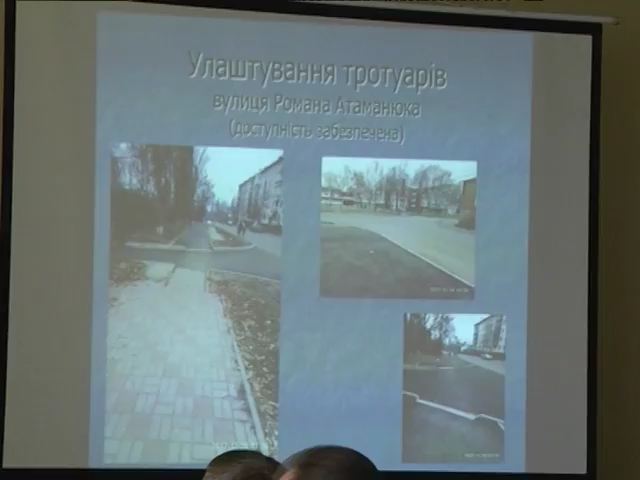 Улаштування тротуарів
вулиця Романа Атаманюка
(доступність забезпечена)